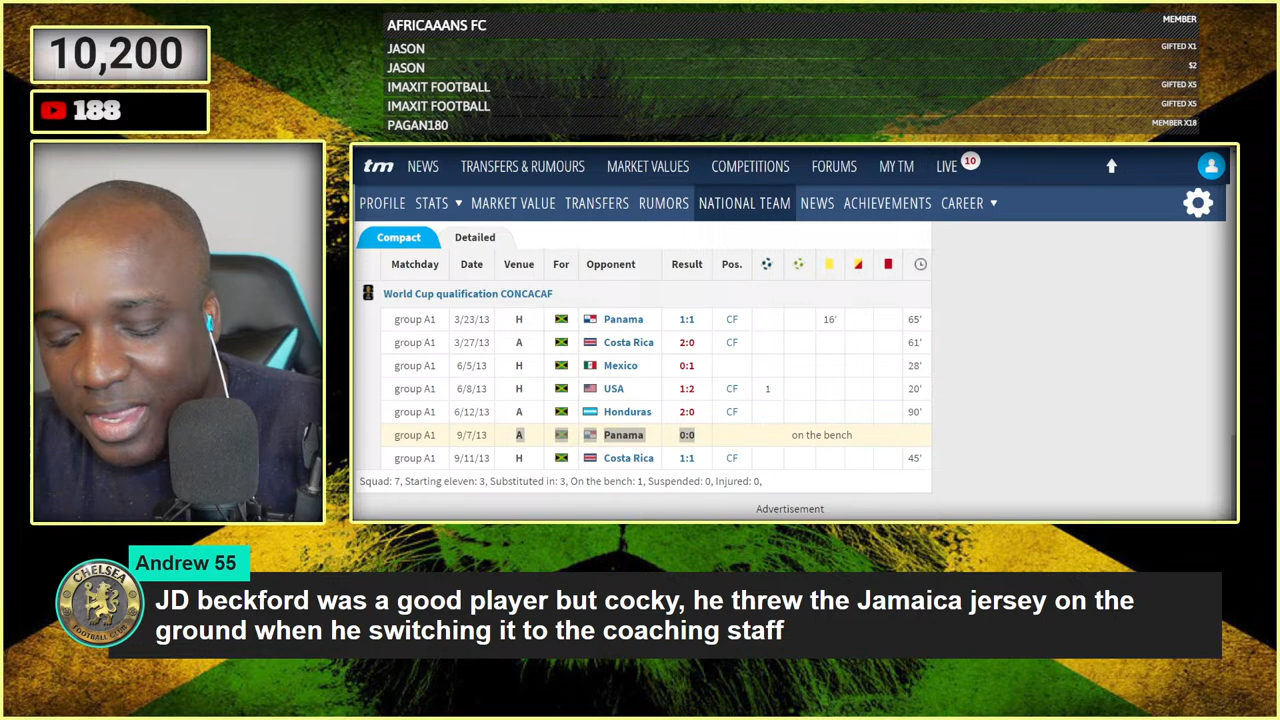 10,200
188
AFRICAAANS FC MEMBER
JASON GIFTED X1
JASON $2
IMAXIT FOOTBALL GIFTED X5
IMAXIT FOOTBALL GIFTED X5
PAGAN180 MEMBER X18
tm NEWS TRANSFERS & RUMOURS MARKET VALUES COMPETITIONS FORUMS MY TM LIVE 10
PROFILE STATS MARKET VALUE TRANSFERS RUMORS NATIONAL TEAM NEWS ACHIEVEMENTS CAREER
Compact Detailed
Matchday Date Venue For Opponent Result Pos.
World Cup qualification CONCACAF
group A1 3/23/13 H Panama 1:1 CF 16' 65'
group A1 3/27/13 A Costa Rica 2:0 CF 61'
group A1 6/5/13 H Mexico 0:1 28'
group A1 6/8/13 H USA 1:2 CF 1 20'
group A1 6/12/13 A Honduras 2:0 CF 90'
group A1 9/7/13 A Panama 0:0 on the bench
group A1 9/11/13 H Costa Rica 1:1 CF 45'
Squad: 7, Starting eleven: 3, Substituted in: 3, On the bench: 1, Suspended: 0, Injured: 0,
Advertisement
Andrew 55
CHELSEA
FOOTBALL CLUB
JD beckford was a good player but cocky, he threw the Jamaica jersey on the
ground when he switching it to the coaching staff